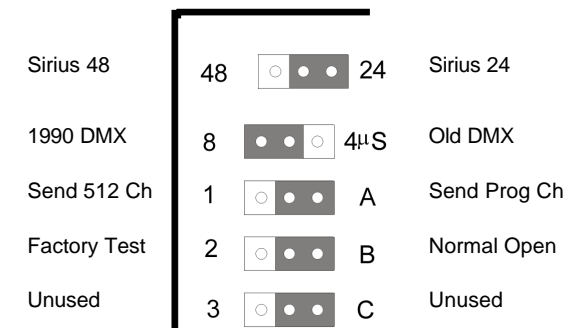 Sirius 48 48 24 Sirius 24
1990 DMX 8 4μS Old DMX
Send 512 Ch 1 A Send Prog Ch
Factory Test 2 B Normal Open
Unused 3 C Unused